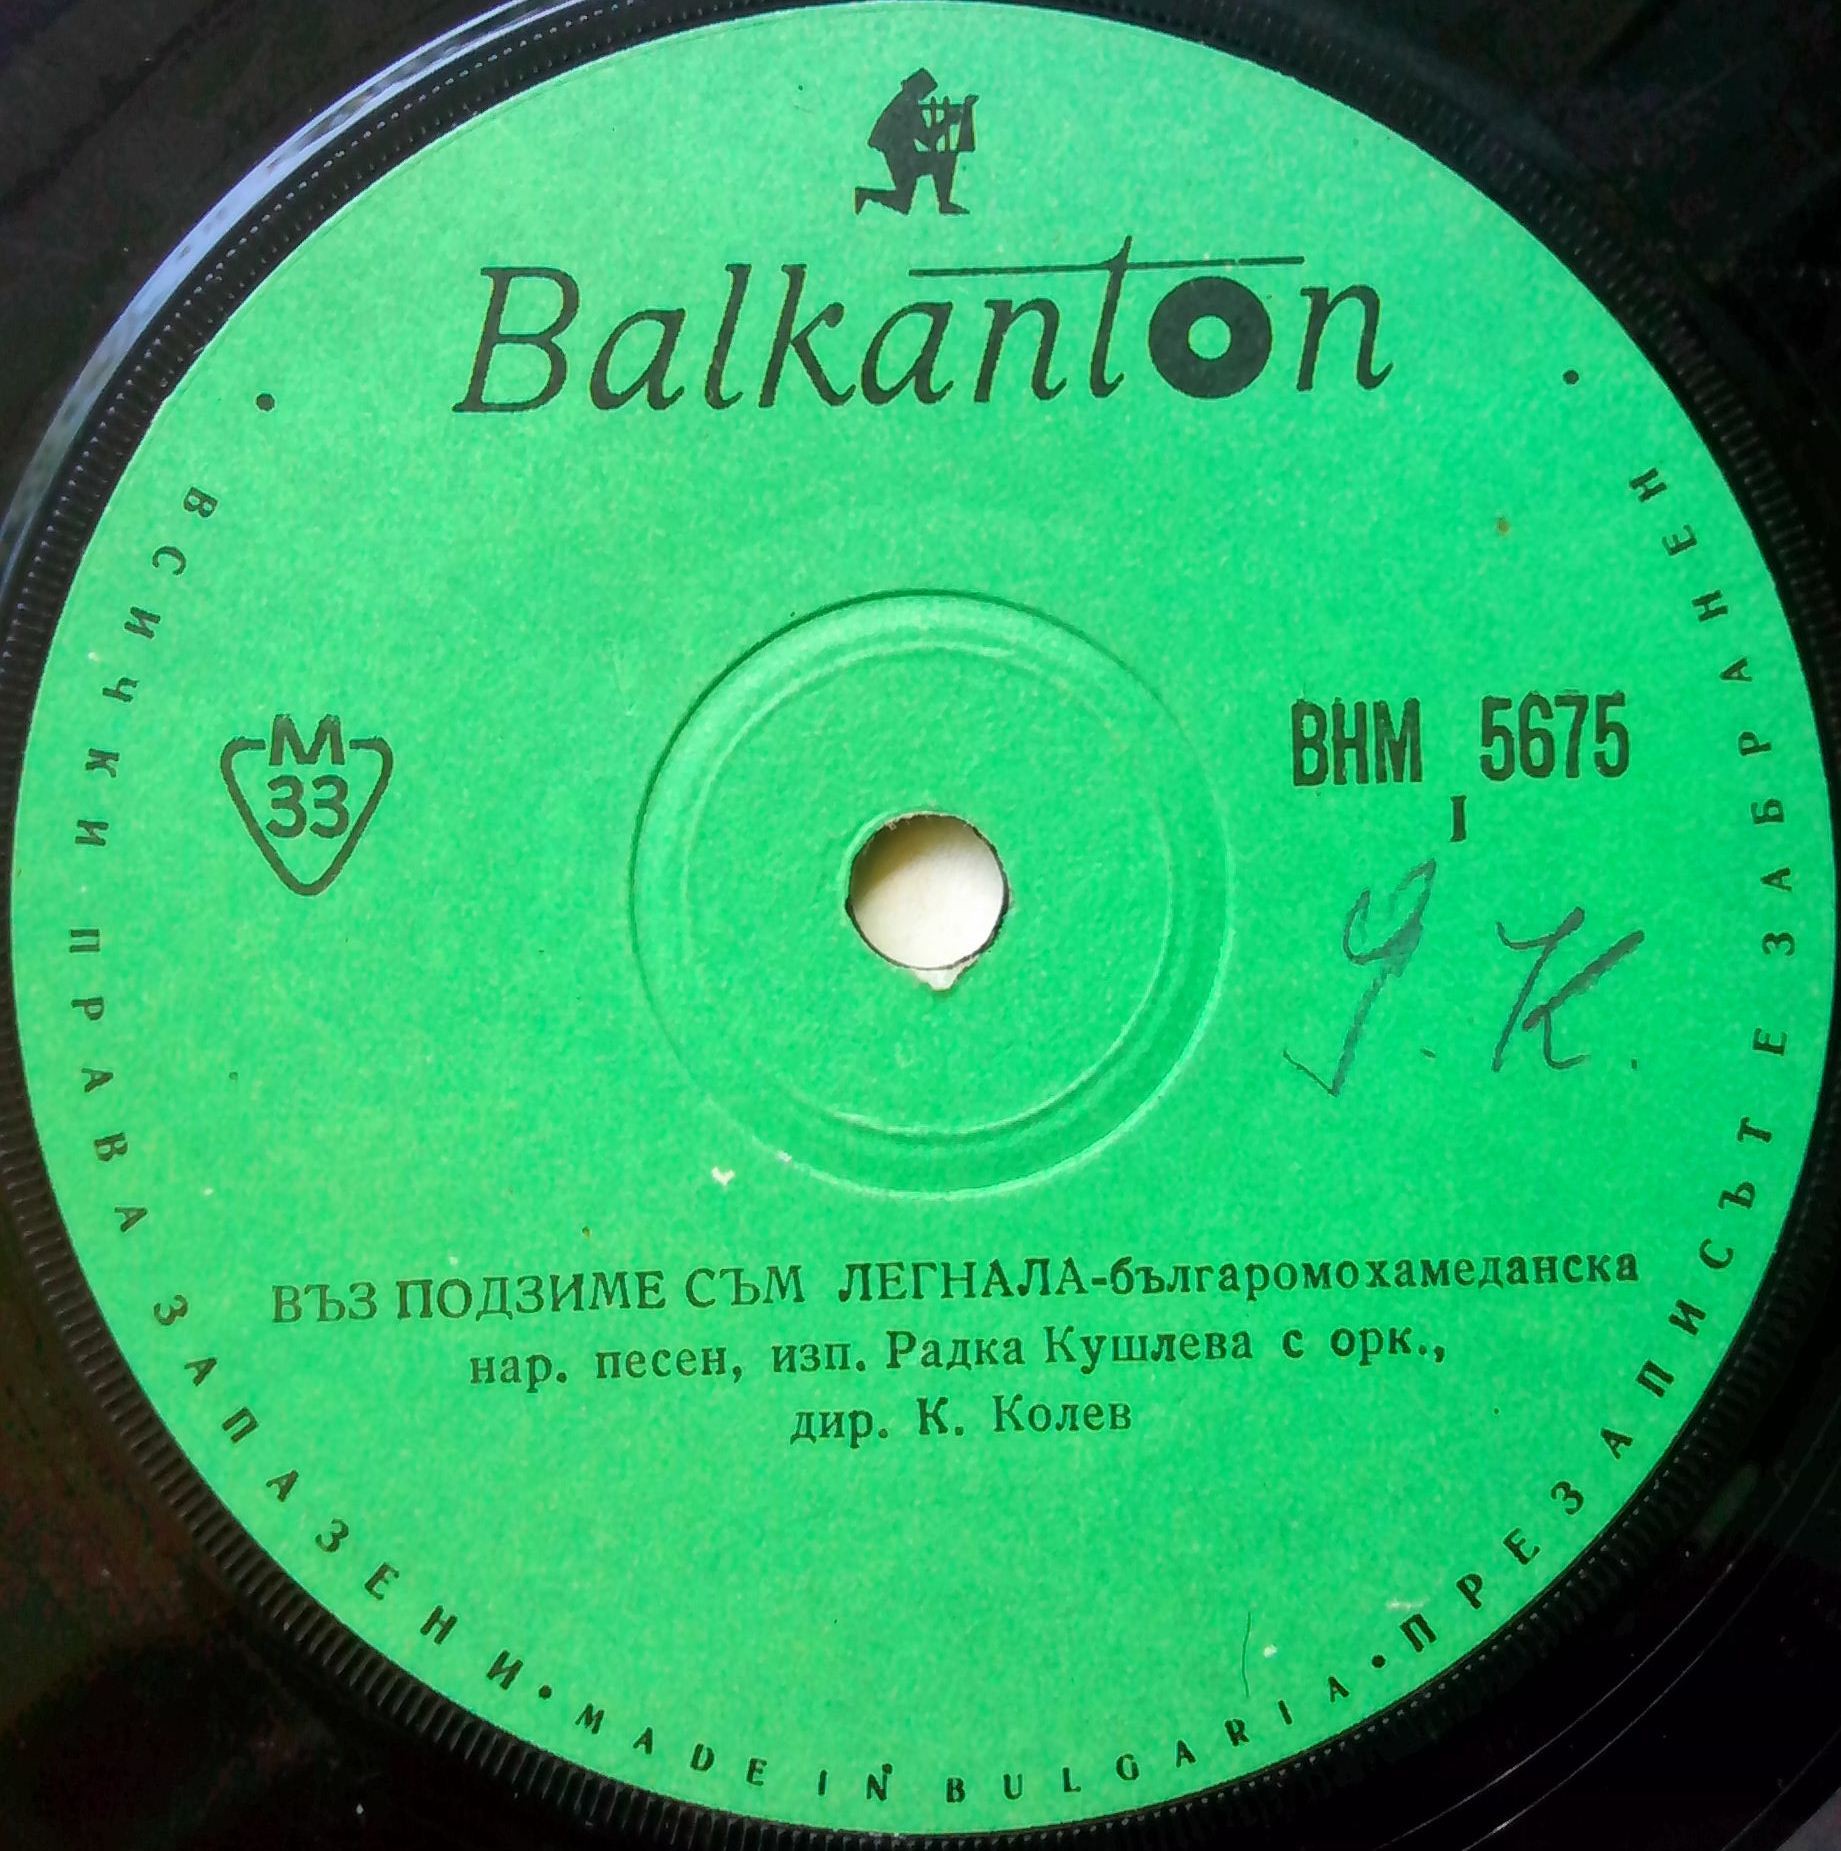 Balkanton
М
33
ВНМ 5675
I
У. К.
ВЪЗ ПОДЗИМЕ СЪМ ЛЕГНАЛА-българомохамеданска
нар. песен, изп. Радка Кушлева с орк.,
дир. К. Колев
• ВСИЧКИ ПРАВА ЗАПАЗЕНИ • MADE IN BULGARIA • ПРЕЗАПИСЪТ Е ЗАБРАНЕН •